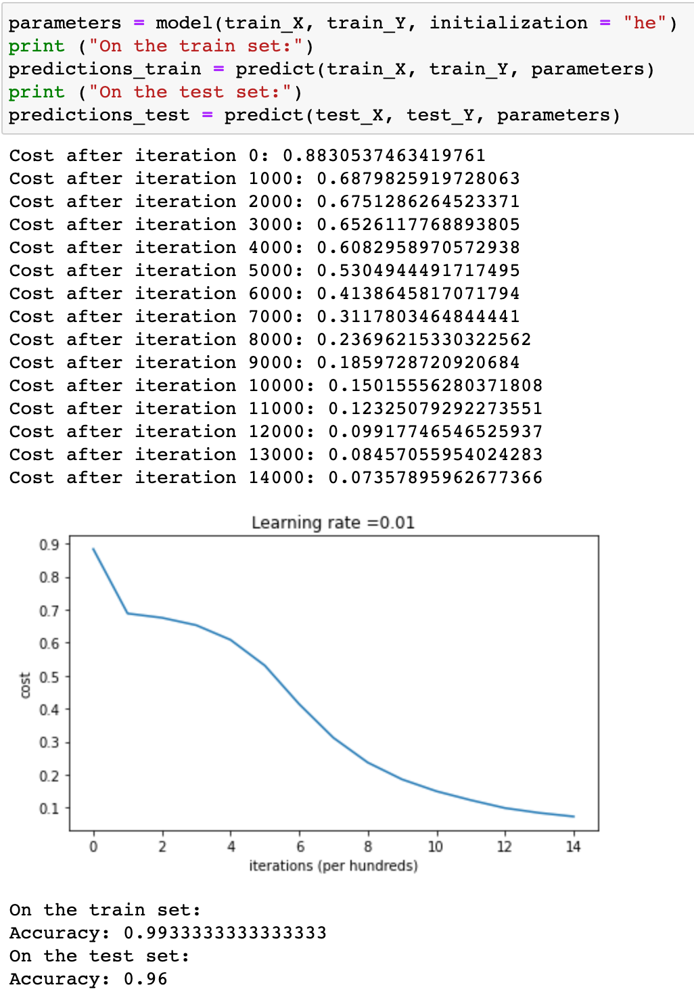 parameters = model(train_X, train_Y, initialization = "he")
print ("On the train set:")
predictions_train = predict(train_X, train_Y, parameters)
print ("On the test set:")
predictions_test = predict(test_X, test_Y, parameters)
Cost after iteration 0: 0.8830537463419761
Cost after iteration 1000: 0.6879825919728063
Cost after iteration 2000: 0.6751286264523371
Cost after iteration 3000: 0.6526117768893805
Cost after iteration 4000: 0.6082958970572938
Cost after iteration 5000: 0.5304944491717495
Cost after iteration 6000: 0.4138645817071794
Cost after iteration 7000: 0.3117803464844441
Cost after iteration 8000: 0.23696215330322562
Cost after iteration 9000: 0.1859728720920684
Cost after iteration 10000: 0.15015556280371808
Cost after iteration 11000: 0.12325079292273551
Cost after iteration 12000: 0.09917746546525937
Cost after iteration 13000: 0.08457055954024283
Cost after iteration 14000: 0.07357895962677366
Learning rate =0.01
0.9
0.8
0.7
0.6
0.5
0.4
0.3
0.2
0.1
cost
0 2 4 6 8 10 12 14
iterations (per hundreds)
On the train set:
Accuracy: 0.9933333333333333
On the test set:
Accuracy: 0.96